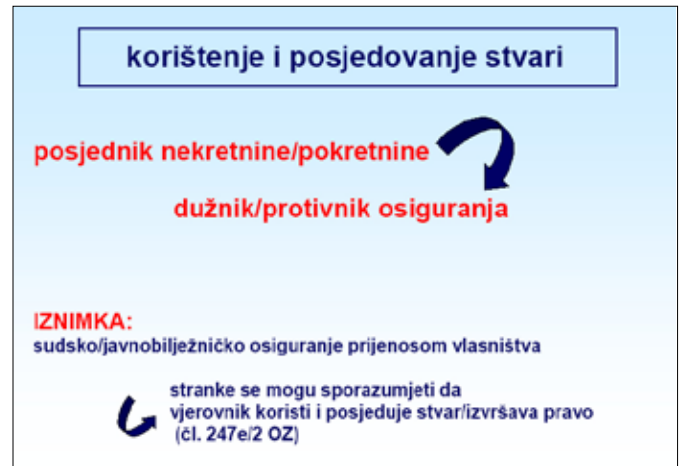 korištenje i posjedovanje stvari
posjednik nekretnine/pokretnine
dužnik/protivnik osiguranja
IZNIMKA:
sudsko/javnobilježničko osiguranje prijenosom vlasništva
stranke se mogu sporazumjeti da
vjerovnik koristi i posjeduje stvar/izvršava pravo
(čl. 247e/2 OZ)